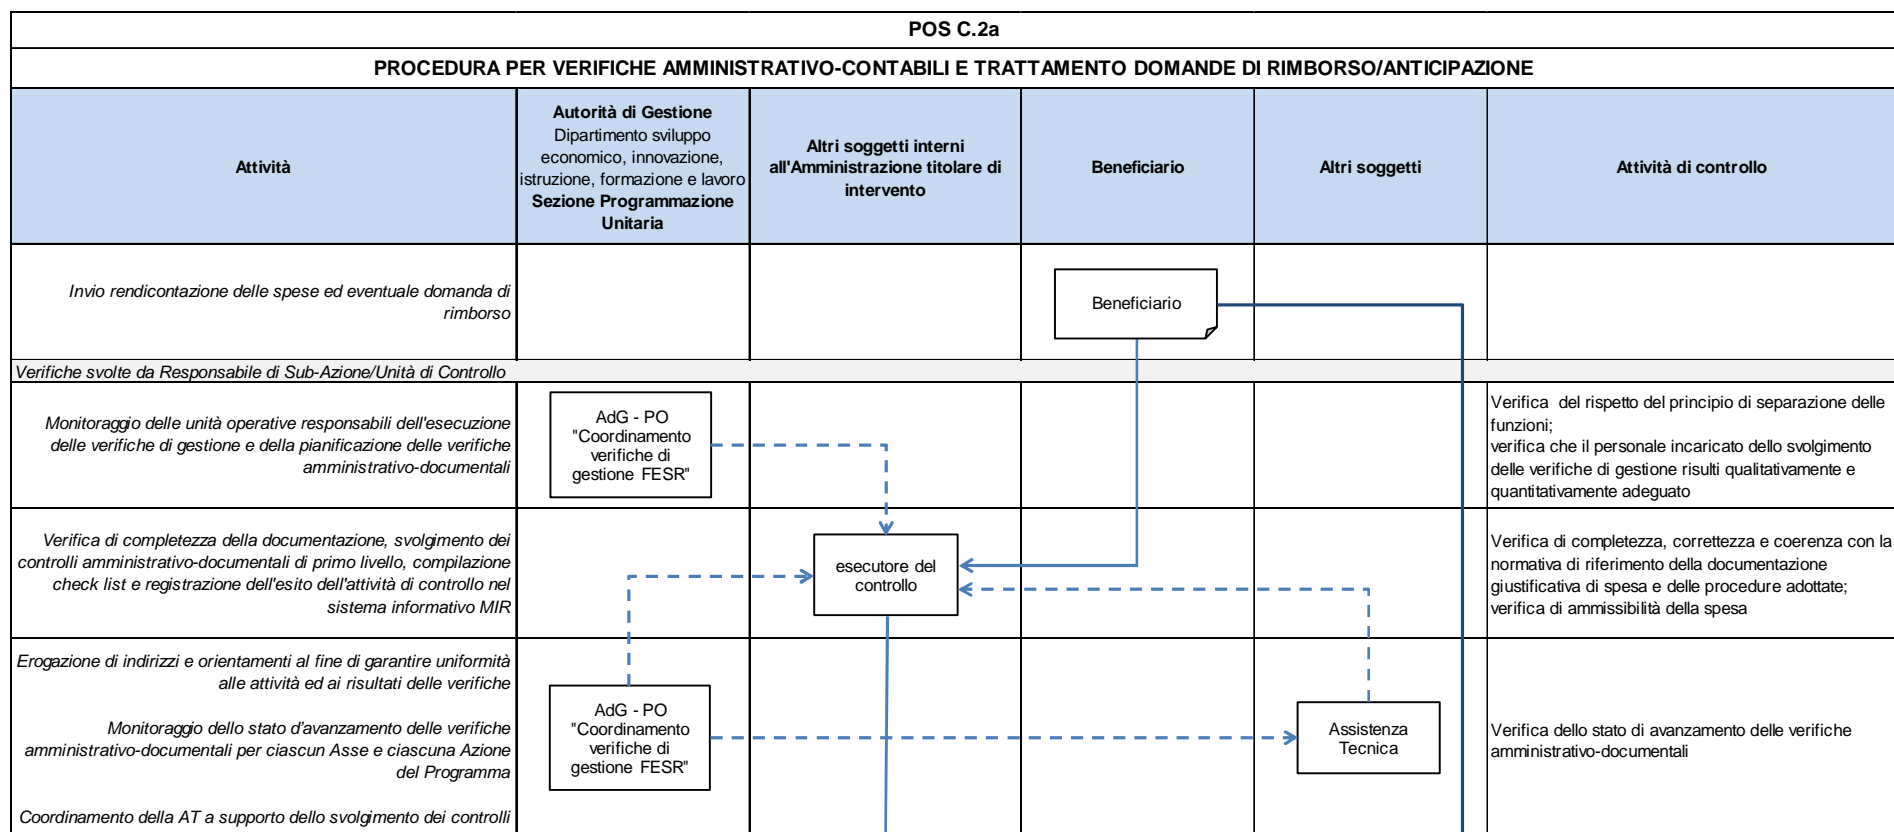 POS C.2a
PROCEDURA PER VERIFICHE AMMINISTRATIVO-CONTABILI E TRATTAMENTO DOMANDE DI RIMBORSO/ANTICIPAZIONE
Attività
Autorità di Gestione
Dipartimento sviluppo
economico, innovazione,
istruzione, formazione e lavoro
Sezione Programmazione
Unitaria
Altri soggetti interni
all'Amministrazione titolare di
intervento
Beneficiario
Altri soggetti
Attività di controllo
Invio rendicontazione delle spese ed eventuale domanda di
rimborso
Beneficiario
Verifiche svolte da Responsabile di Sub-Azione/Unità di Controllo
Monitoraggio delle unità operative responsabili dell'esecuzione
delle verifiche di gestione e della pianificazione delle verifiche
amministrativo-documentali
AdG - PO
"Coordinamento
verifiche di
gestione FESR"
Verifica del rispetto del principio di separazione delle
funzioni;
verifica che il personale incaricato dello svolgimento
delle verifiche di gestione risulti qualitativamente e
quantitativamente adeguato
Verifica di completezza della documentazione, svolgimento dei
controlli amministrativo-documentali di primo livello, compilazione
check list e registrazione dell'esito dell'attività di controllo nel
sistema informativo MIR
esecutore del
controllo
Verifica di completezza, correttezza e coerenza con la
normativa di riferimento della documentazione
giustificativa di spesa e delle procedure adottate;
verifica di ammissibilità della spesa
Erogazione di indirizzi e orientamenti al fine di garantire uniformità
alle attività ed ai risultati delle verifiche
Monitoraggio dello stato d'avanzamento delle verifiche
amministrativo-documentali per ciascun Asse e ciascuna Azione
del Programma
Coordinamento della AT a supporto dello svolgimento dei controlli
AdG - PO
"Coordinamento
verifiche di
gestione FESR"
Assistenza
Tecnica
Verifica dello stato di avanzamento delle verifiche
amministrativo-documentali